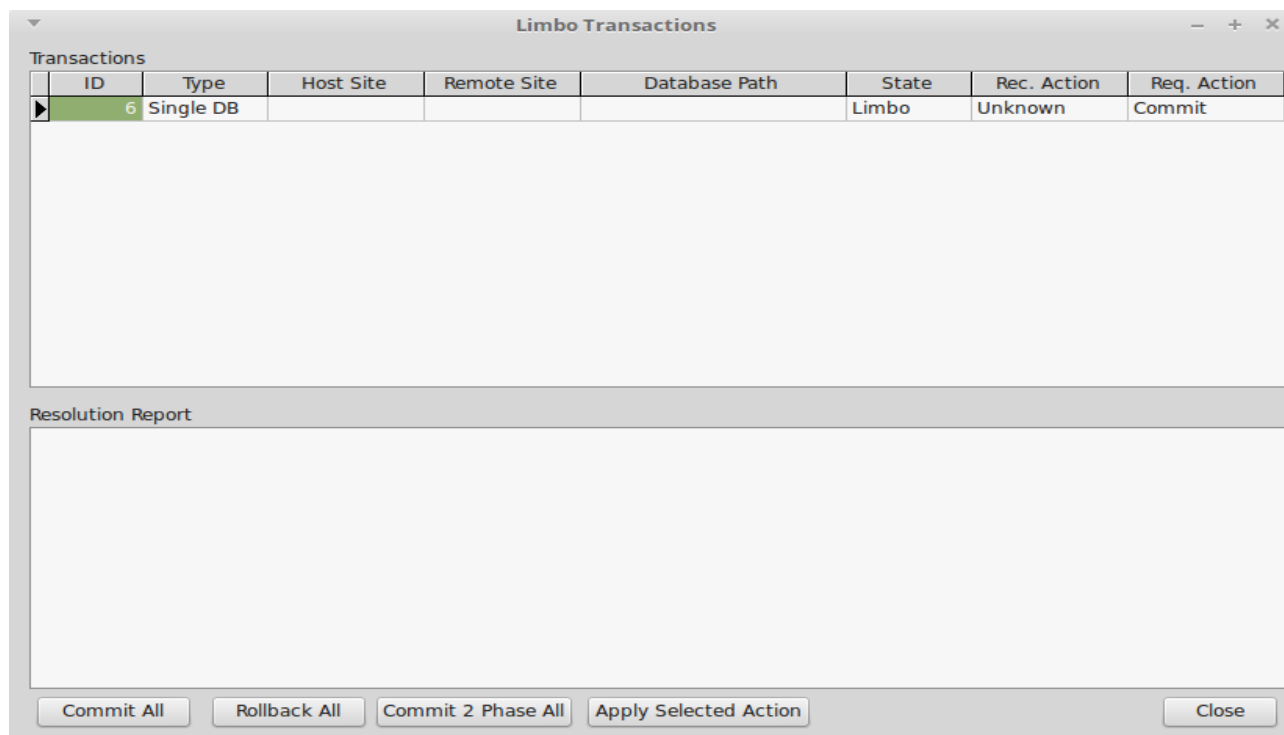 Limbo Transactions
Transactions
ID Type Host Site Remote Site Database Path State Rec. Action Req. Action
6 Single DB Limbo Unknown Commit
Resolution Report
Commit All Rollback All Commit 2 Phase All Apply Selected Action Close